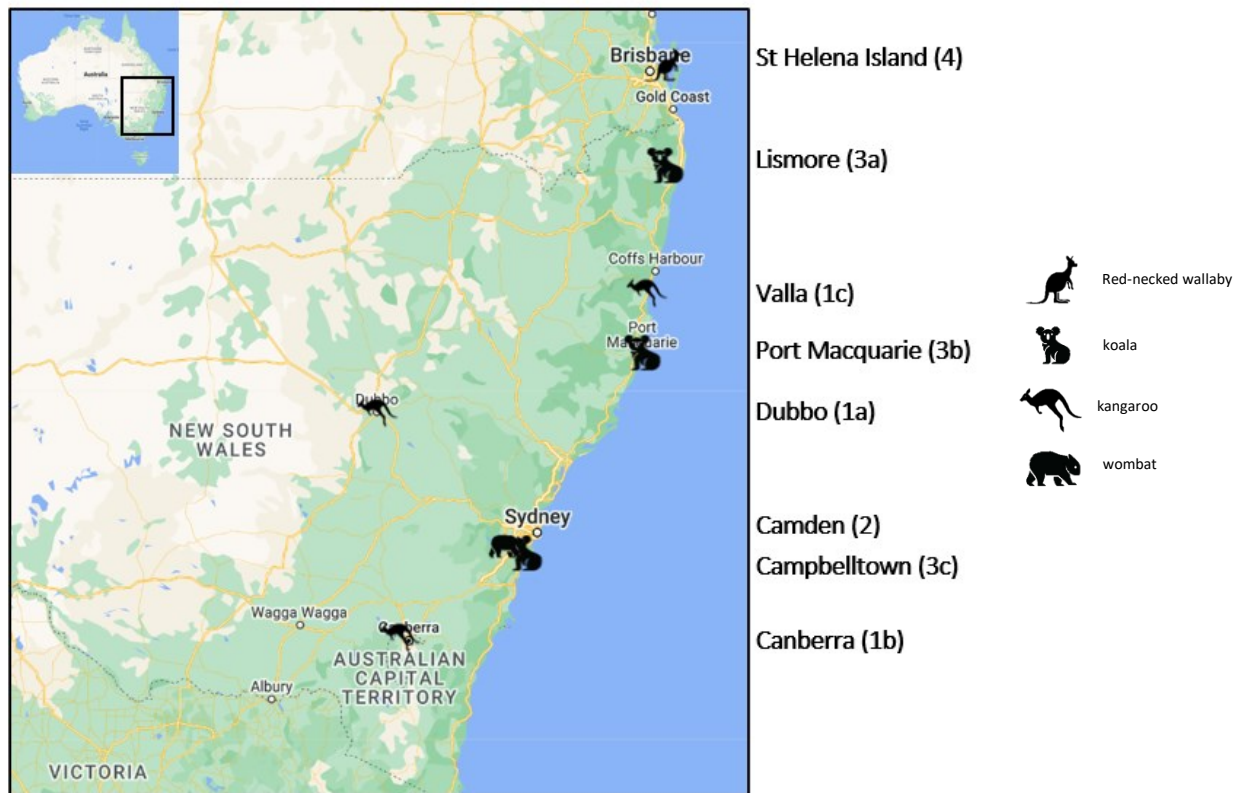 Australia
Brisbane
Gold Coast
Coffs Harbour
Port
Macquarie
Dubbo
NEW SOUTH
WALES
Sydney
Wagga Wagga
Canberra
AUSTRALIAN
CAPITAL
TERRITORY
Albury
VICTORIA
St Helena Island (4)
Lismore (3a)
Valla (1c)
Port Macquarie (3b)
Dubbo (1a)
Camden (2)
Campbelltown (3c)
Canberra (1b)
Red-necked wallaby
koala
kangaroo
wombat